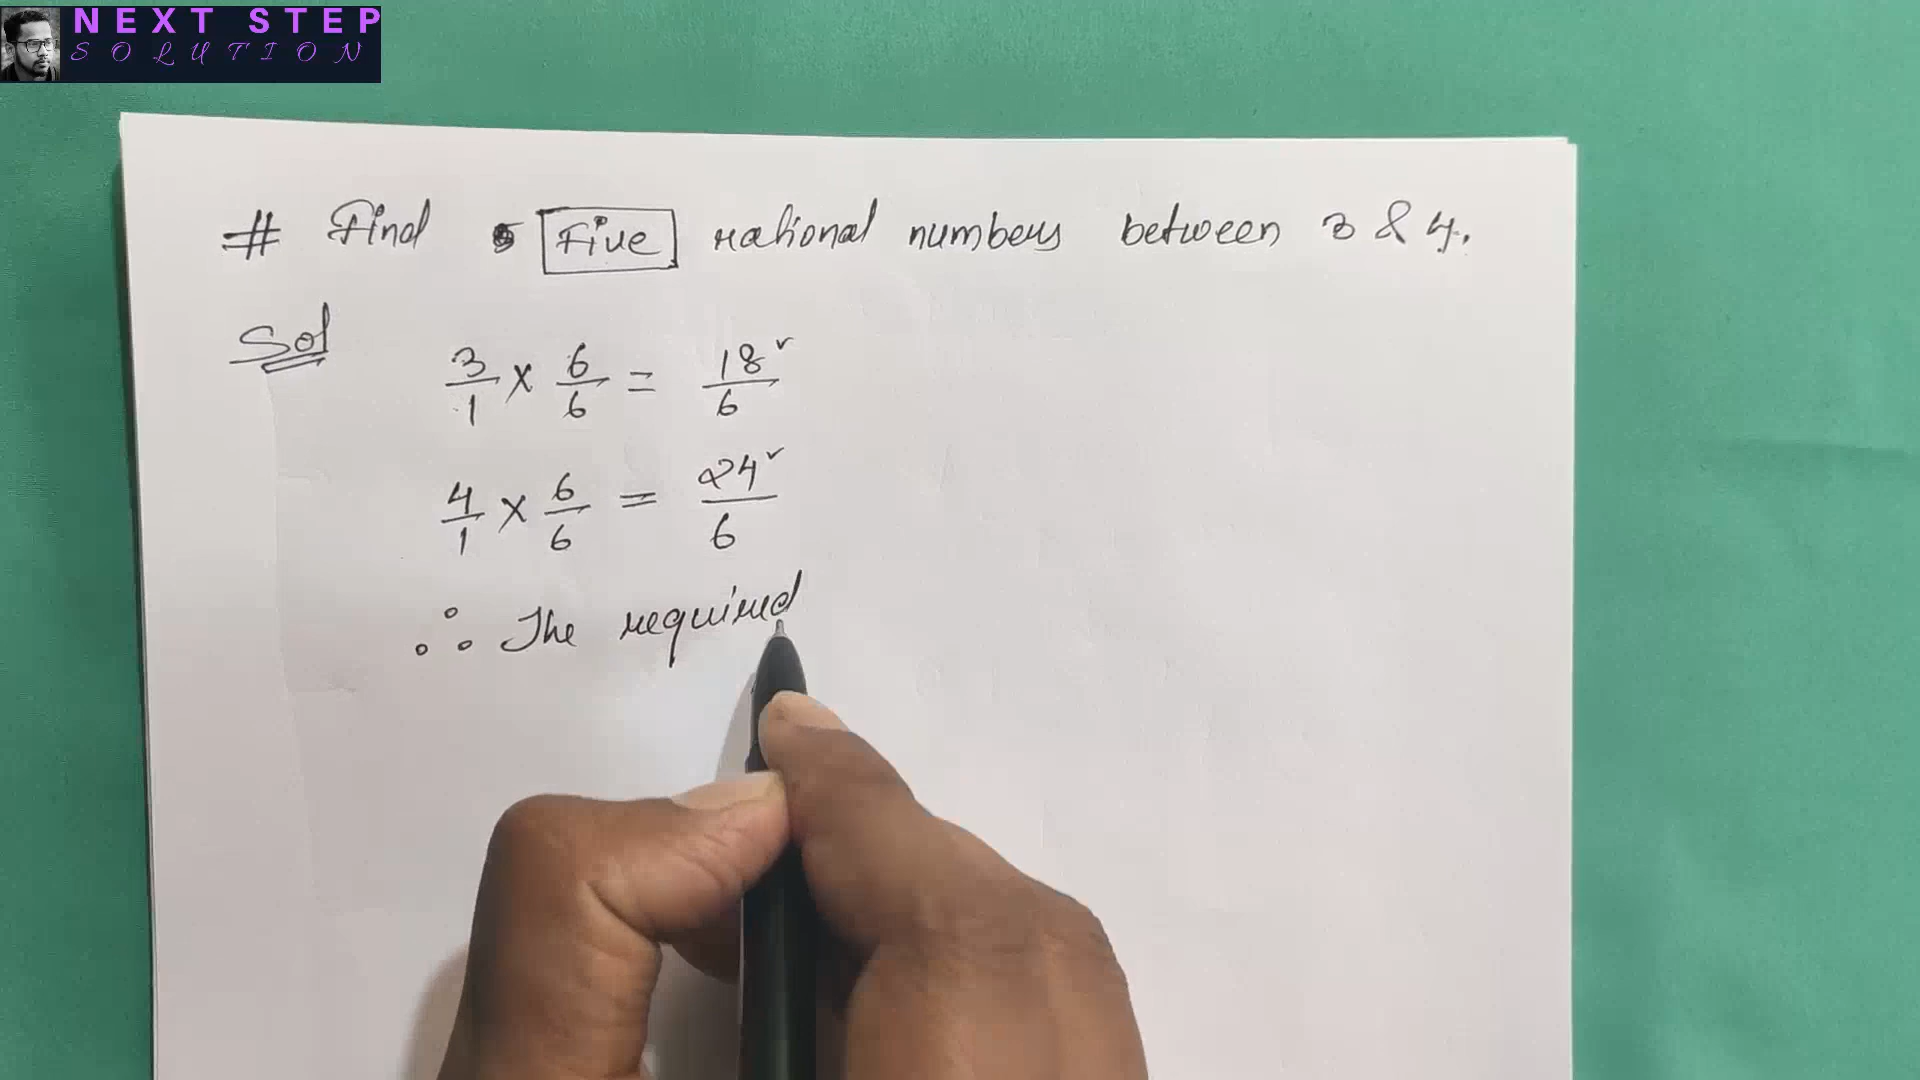 NEXT STEP
SOLUTION
# Find 5 Five rational numbers between 3 & 4.
Sol
3/1 × 6/6 = 18/6
4/1 × 6/6 = 24/6
∴ The required